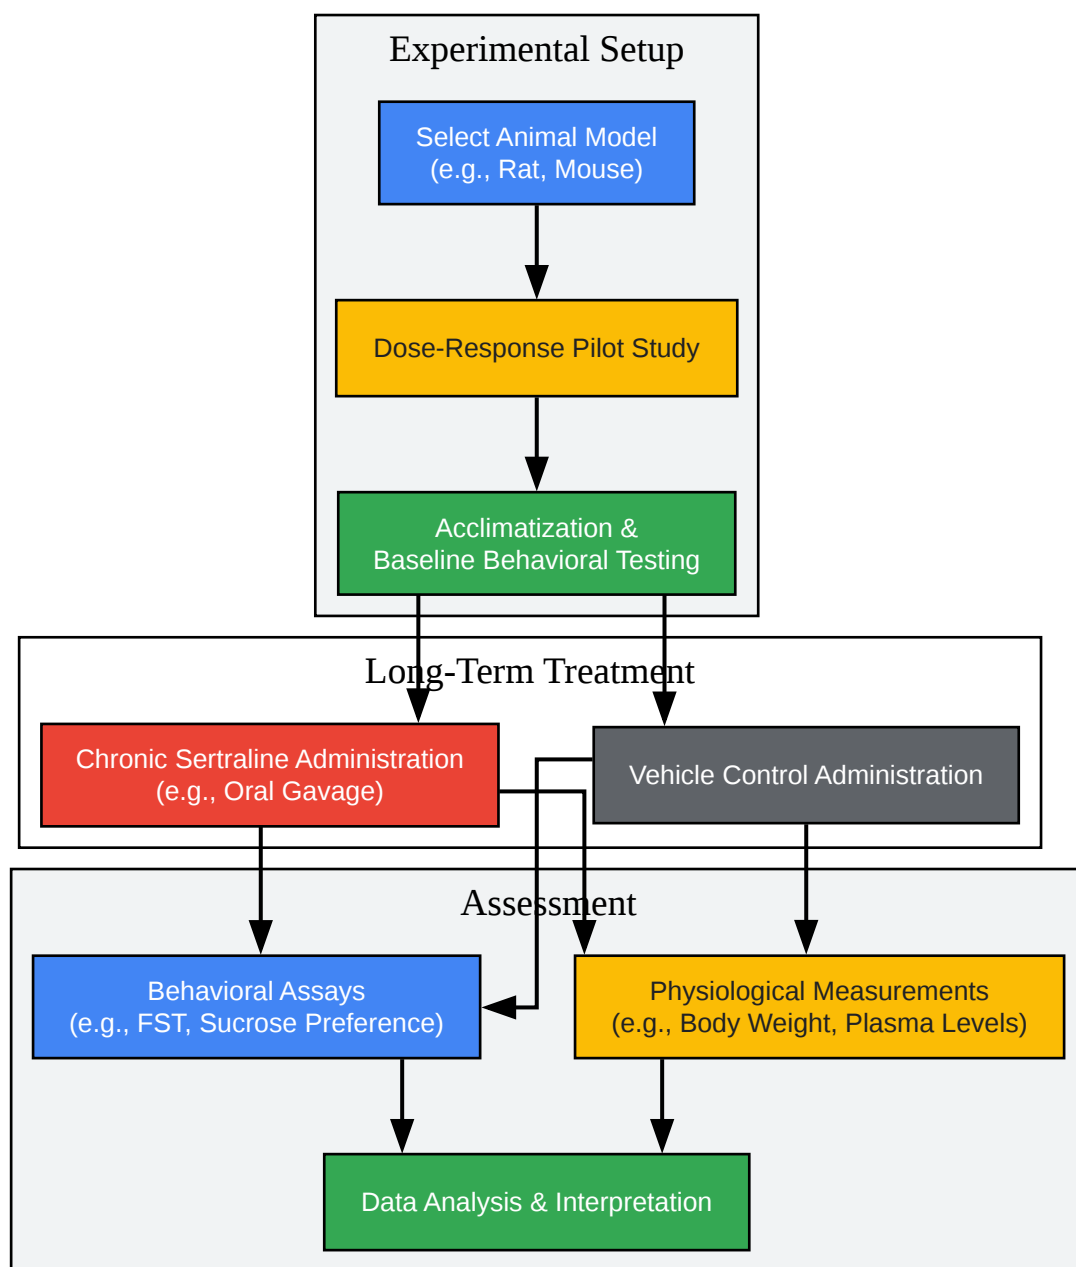 Experimental Setup
Select Animal Model
(e.g., Rat, Mouse)
Dose-Response Pilot Study
Acclimatization &
Baseline Behavioral Testing
Long-Term Treatment
Chronic Sertraline Administration
(e.g., Oral Gavage)
Vehicle Control Administration
Assessment
Behavioral Assays
(e.g., FST, Sucrose Preference)
Physiological Measurements
(e.g., Body Weight, Plasma Levels)
Data Analysis & Interpretation